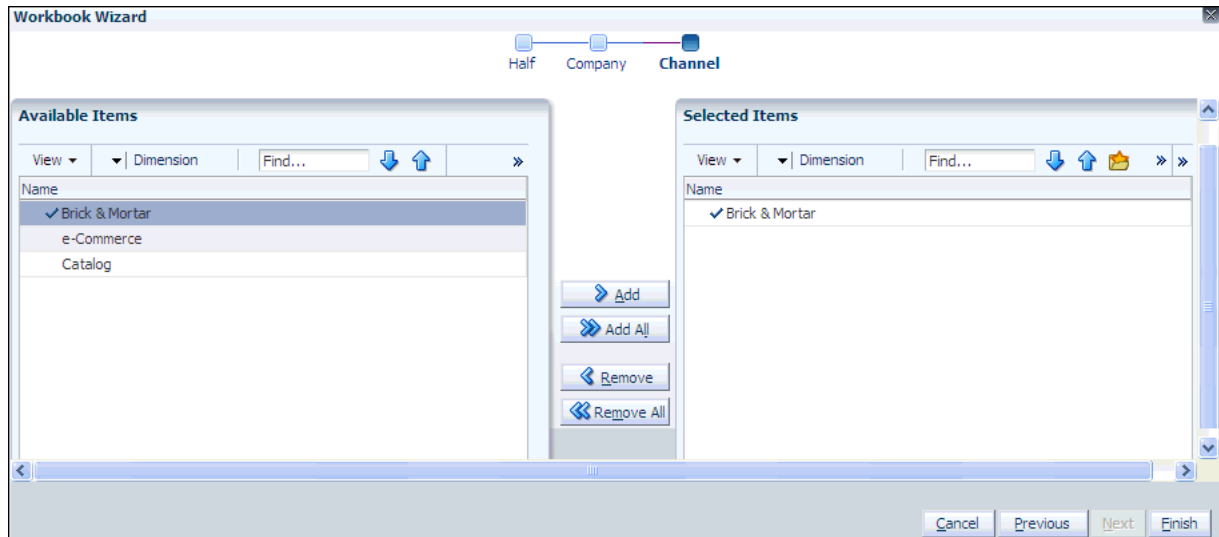 Workbook Wizard
Half Company Channel
Available Items
View Dimension Find...
Name
Brick & Mortar
e-Commerce
Catalog
Add
Add All
Remove
Remove All
Selected Items
View Dimension Find...
Name
Brick & Mortar
Cancel Previous Next Finish